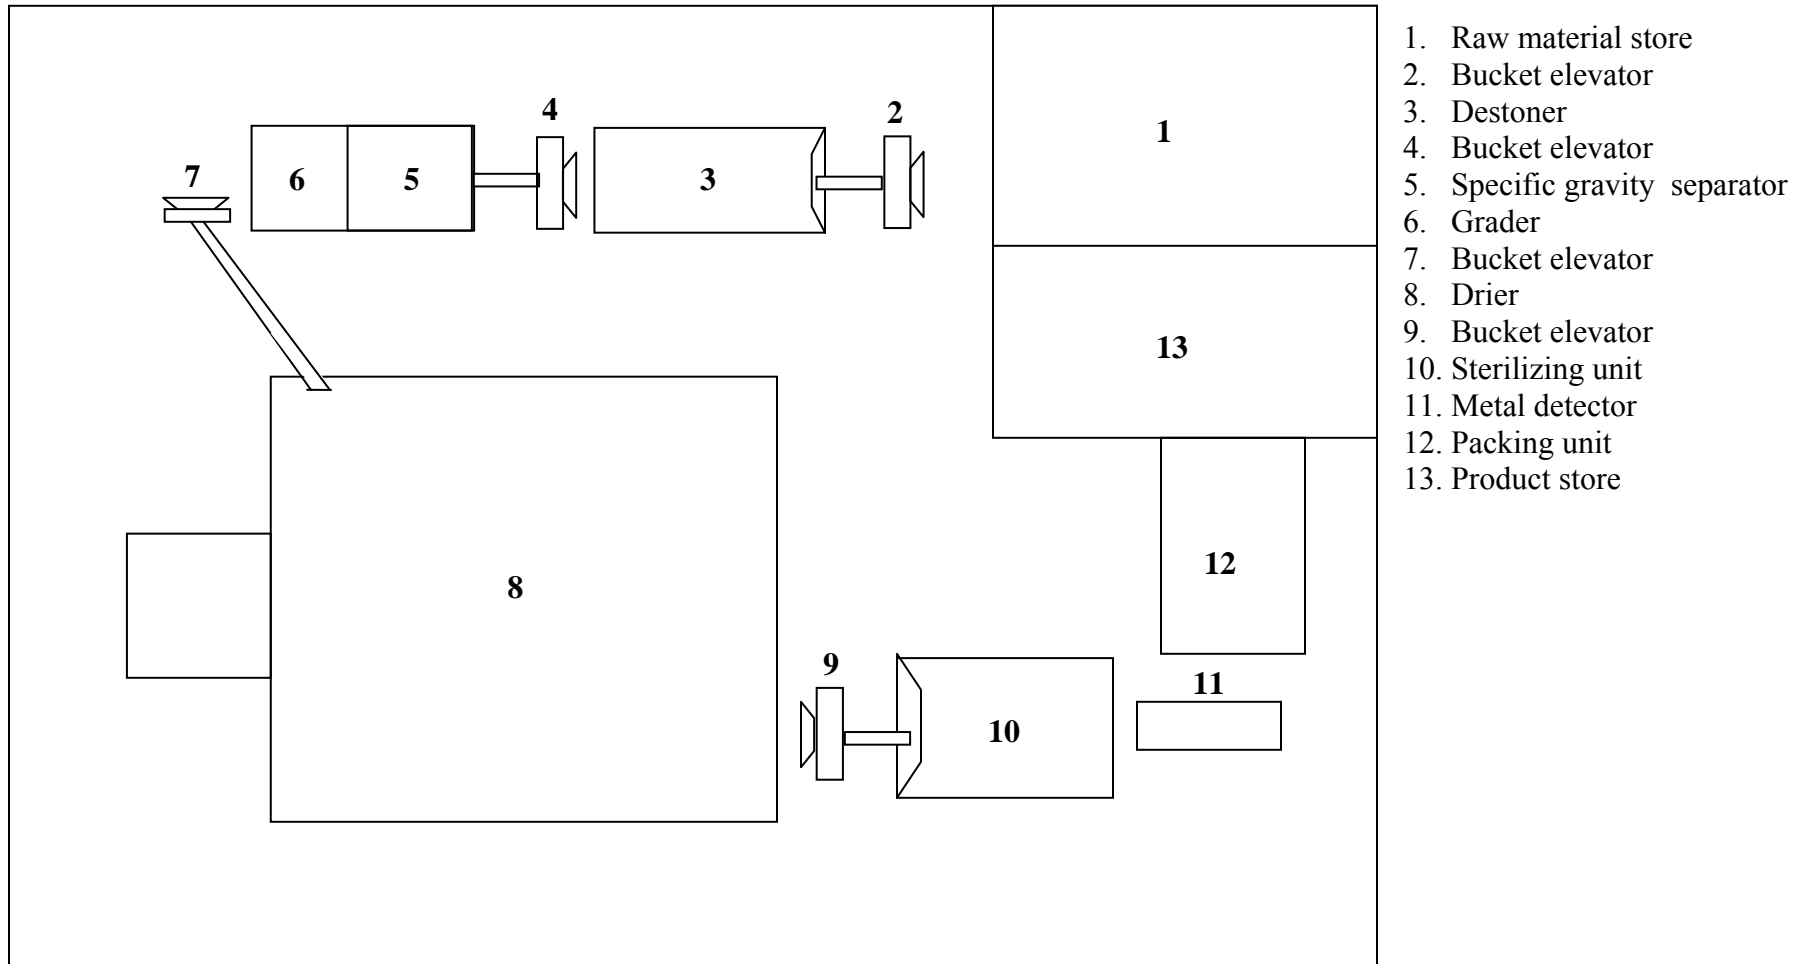 1. Raw material store
2. Bucket elevator
3. Destoner
4. Bucket elevator
5. Specific gravity separator
6. Grader
7. Bucket elevator
8. Drier
9. Bucket elevator
10. Sterilizing unit
11. Metal detector
12. Packing unit
13. Product store
4
2
1
7
6
5
3
13
12
8
9
11
10